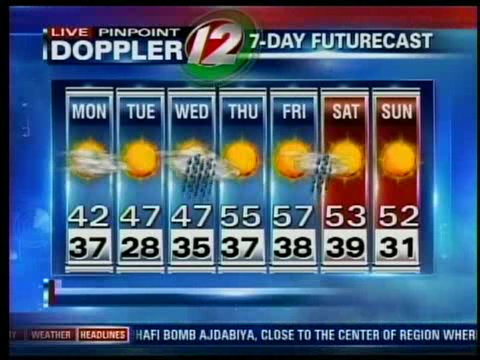 LIVE PINPOINT
DOPPLER 12 7-DAY FUTURECAST
MON TUE WED THU FRI SAT SUN
42 47 47 55 57 53 52
37 28 35 37 38 39 31
WEATHER HEADLINES HAFI BOMB AJDABIYA, CLOSE TO THE CENTER OF REGION WHER